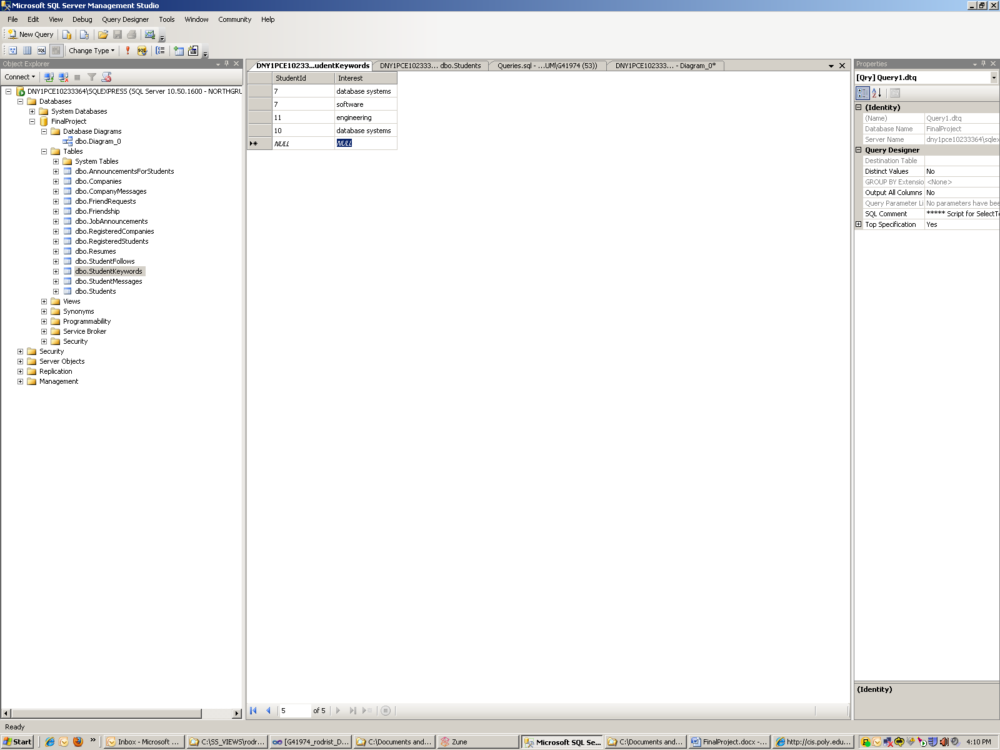 Microsoft SQL Server Management Studio
File Edit View Debug Query Designer Tools Window Community Help
New Query
Change Type
Object Explorer
Connect
DNY1PCE10233364\SQLEXPRESS (SQL Server 10.50.1600 - NORTHGRU
Databases
System Databases
FinalProject
Database Diagrams
dbo.Diagram_0
Tables
System Tables
dbo.AnnouncementsForStudents
dbo.Companies
dbo.CompanyMessages
dbo.FriendRequests
dbo.Friendship
dbo.JobAnnouncements
dbo.RegisteredCompanies
dbo.RegisteredStudents
dbo.Resumes
dbo.StudentFollows
dbo.StudentKeywords
dbo.StudentMessages
dbo.Students
Views
Synonyms
Programmability
Service Broker
Security
Security
Server Objects
Replication
Management
DNY1PCE10233...udentKeywords DNY1PCE102333... dbo.Students Queries.sql - ...UM\G41974 (53)) DNY1PCE102333... - Diagram_0*
StudentId Interest
7 database systems
7 software
11 engineering
10 database systems
NULL NULL
5 of 5
Properties
[Qry] Query1.dtq
(Identity)
(Name) Query1.dtq
Database Name FinalProject
Server Name dny1pce10233364\sqlex
Query Designer
Destination Table
Distinct Values No
GROUP BY Extensio <None>
Output All Columns No
Query Parameter Li No parameters have bee
SQL Comment ***** Script for SelectT
Top Specification Yes
(Identity)
Ready
Start Inbox - Microsoft ... C:\SS_VIEWS\rodr... [G41974_rodrist_D... C:\Documents and... Zune Microsoft SQL Se... C:\Documents and... FinalProject.docx -... http://cis.poly.edu... 4:10 PM